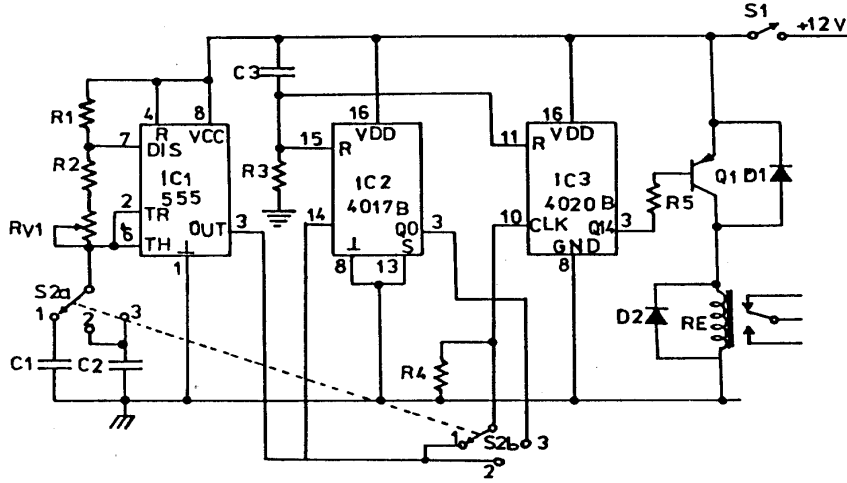 S1
+12V
C3
R1
4
8
R
VCC
7
DIS
R2
IC1
555
2
TR
RV1
6
TH
OUT
3
1
S2a
1
2
3
C1
C2
R3
16
VDD
15
R
IC2
4017B
14
Q0
3
⊥
S
8
13
16
VDD
11
R
IC3
4020B
10
CLK
Q14
3
GND
8
R5
Q1
D1
D2
RE
R4
1
S2b
3
2